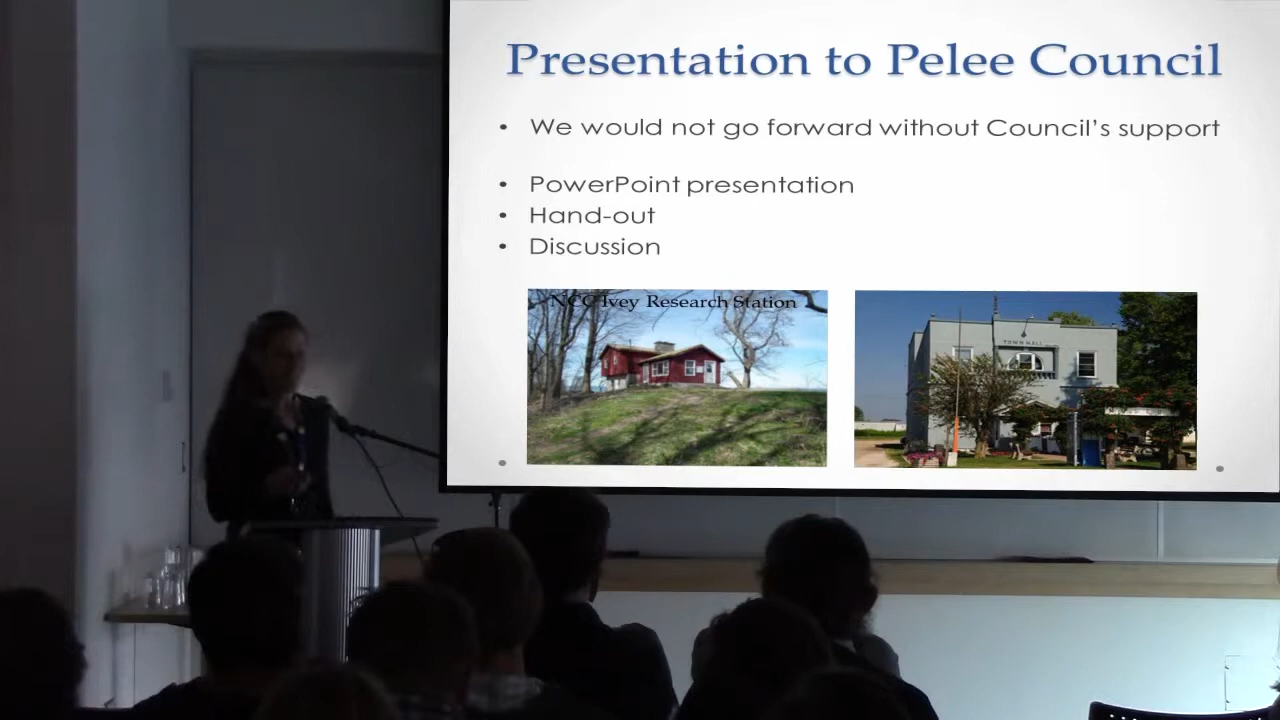 Presentation to Pelee Council
• We would not go forward without Council's support
• PowerPoint presentation
• Hand-out
• Discussion
NCC Ivey Research Station
TOWN HALL